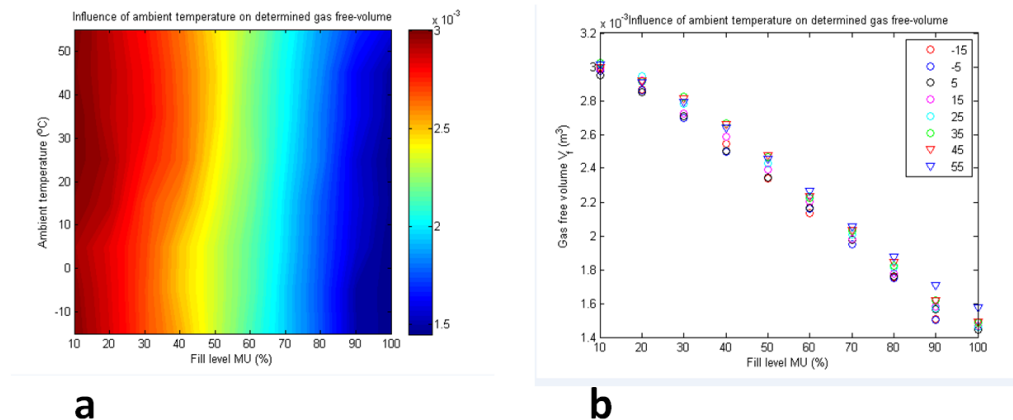 Influence of ambient temperature on determined gas free-volume
x 10⁻³
3
2.5
2
1.5
50
40
30
20
10
0
-10
Ambient temperature (ºC)
10 20 30 40 50 60 70 80 90 100
Fill level MU (%)
a
x 10⁻³
Influence of ambient temperature on determined gas free-volume
3.2
3
2.8
2.6
2.4
2.2
2
1.8
1.6
1.4
Gas free volume V_f (m³)
10 20 30 40 50 60 70 80 90 100
Fill level MU (%)
-15
-5
5
15
25
35
45
55
b